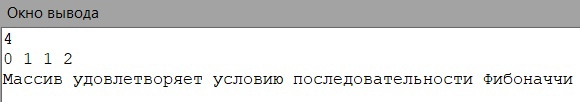 Окно вывода
4
0 1 1 2
Массив удовлетворяет условию последовательности Фибоначчи